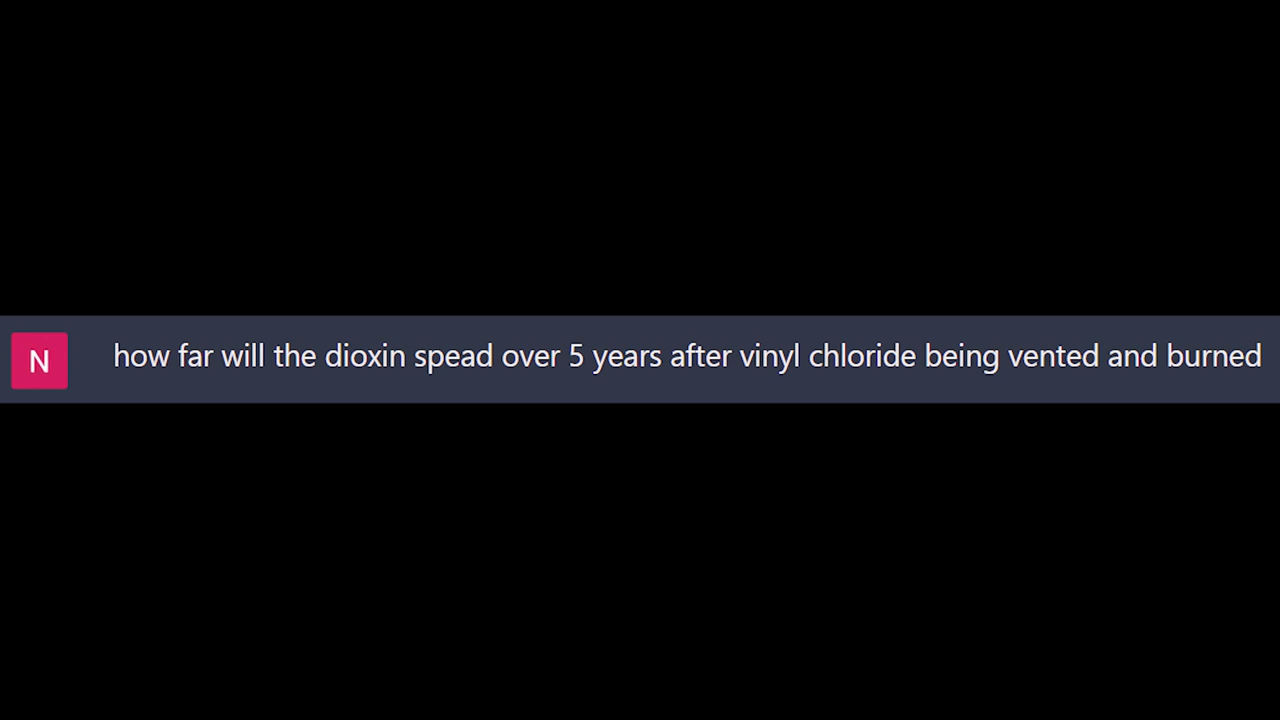 N how far will the dioxin spead over 5 years after vinyl chloride being vented and burned